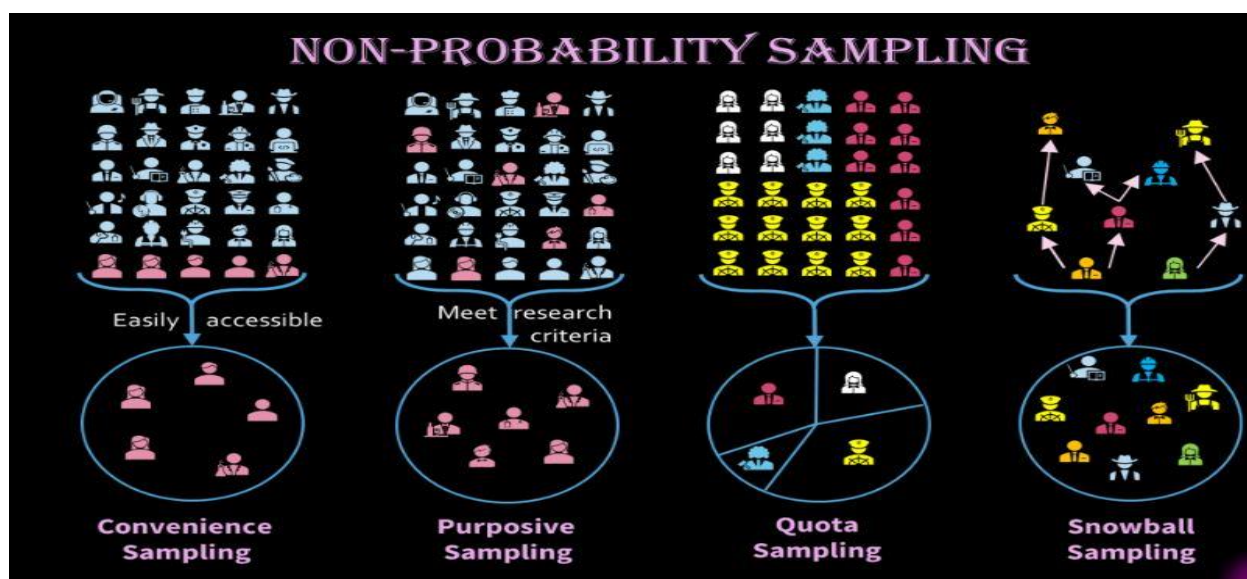 NON-PROBABILITY SAMPLING
Easily accessible
Meet research
criteria
Convenience
Sampling
Purposive
Sampling
Quota
Sampling
Snowball
Sampling